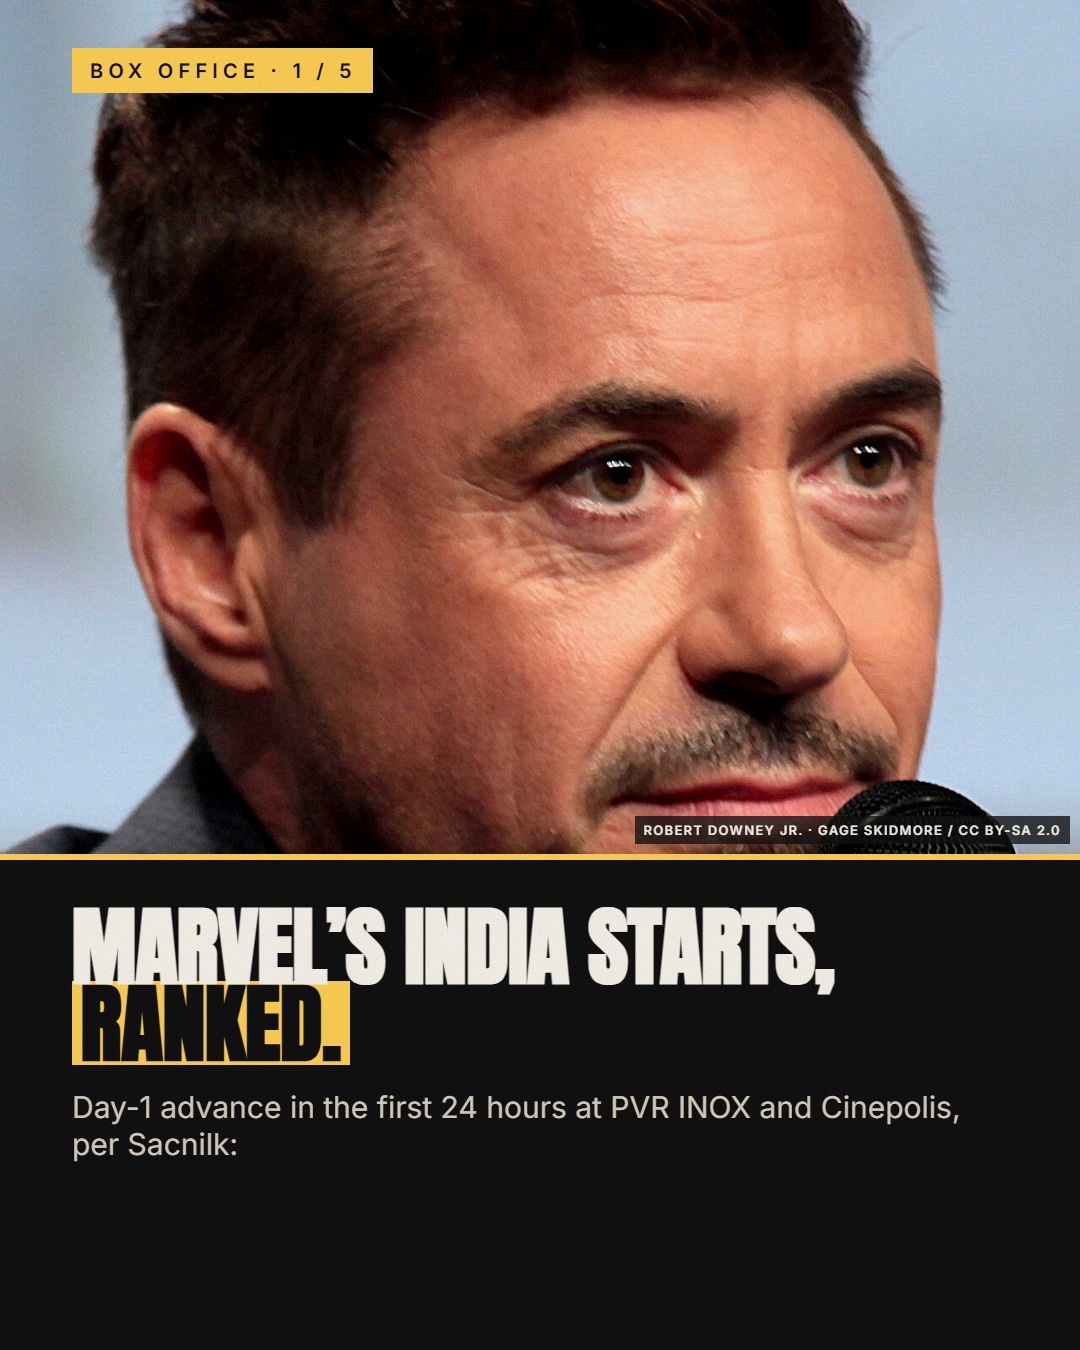 BOX OFFICE · 1 / 5
ROBERT DOWNEY JR. · GAGE SKIDMORE / CC BY-SA 2.0
MARVEL’S INDIA STARTS,
RANKED.
Day-1 advance in the first 24 hours at PVR INOX and Cinepolis,
per Sacnilk: